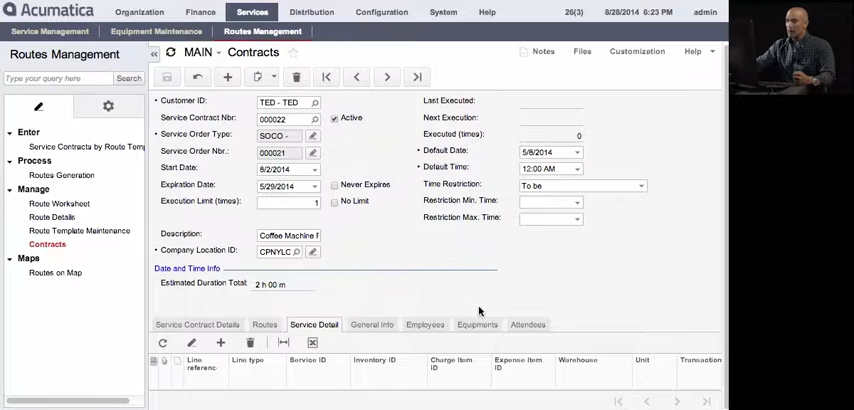 Acumatica
Organization Finance Services Distribution Configuration System Help 26(3) 8/28/2014 6:23 PM admin
Service Management Equipment Maintenance Routes Management
Routes Management
MAIN Contracts
Notes Files Customization Help
Type your query here Search
Enter
Service Contracts by Route Temp
Process
Routes Generation
Manage
Route Worksheet
Route Details
Route Template Maintenance
Contracts
Maps
Routes on Map
Customer ID: TED - TED
Service Contract Nbr: 000022 Active
Service Order Type: SOCO -
Service Order Nbr.: 000021
Start Date: 8/2/2014
Expiration Date: 5/29/2014 Never Expires
Execution Limit (times): 1 No Limit
Description: Coffee Machine F
Company Location ID: CPNYLC
Last Executed:
Next Execution:
Executed (times): 0
Default Date: 5/8/2014
Default Time: 12:00 AM
Time Restriction: To be
Restriction Min. Time:
Restriction Max. Time:
Date and Time Info
Estimated Duration Total: 2 h 00 m
Service Contract Details Routes Service Detail General Info Employees Equipments Attendees
Line referenc Line type Service ID Inventory ID Charge Item ID Expense Item ID Warehouse Unit Transaction